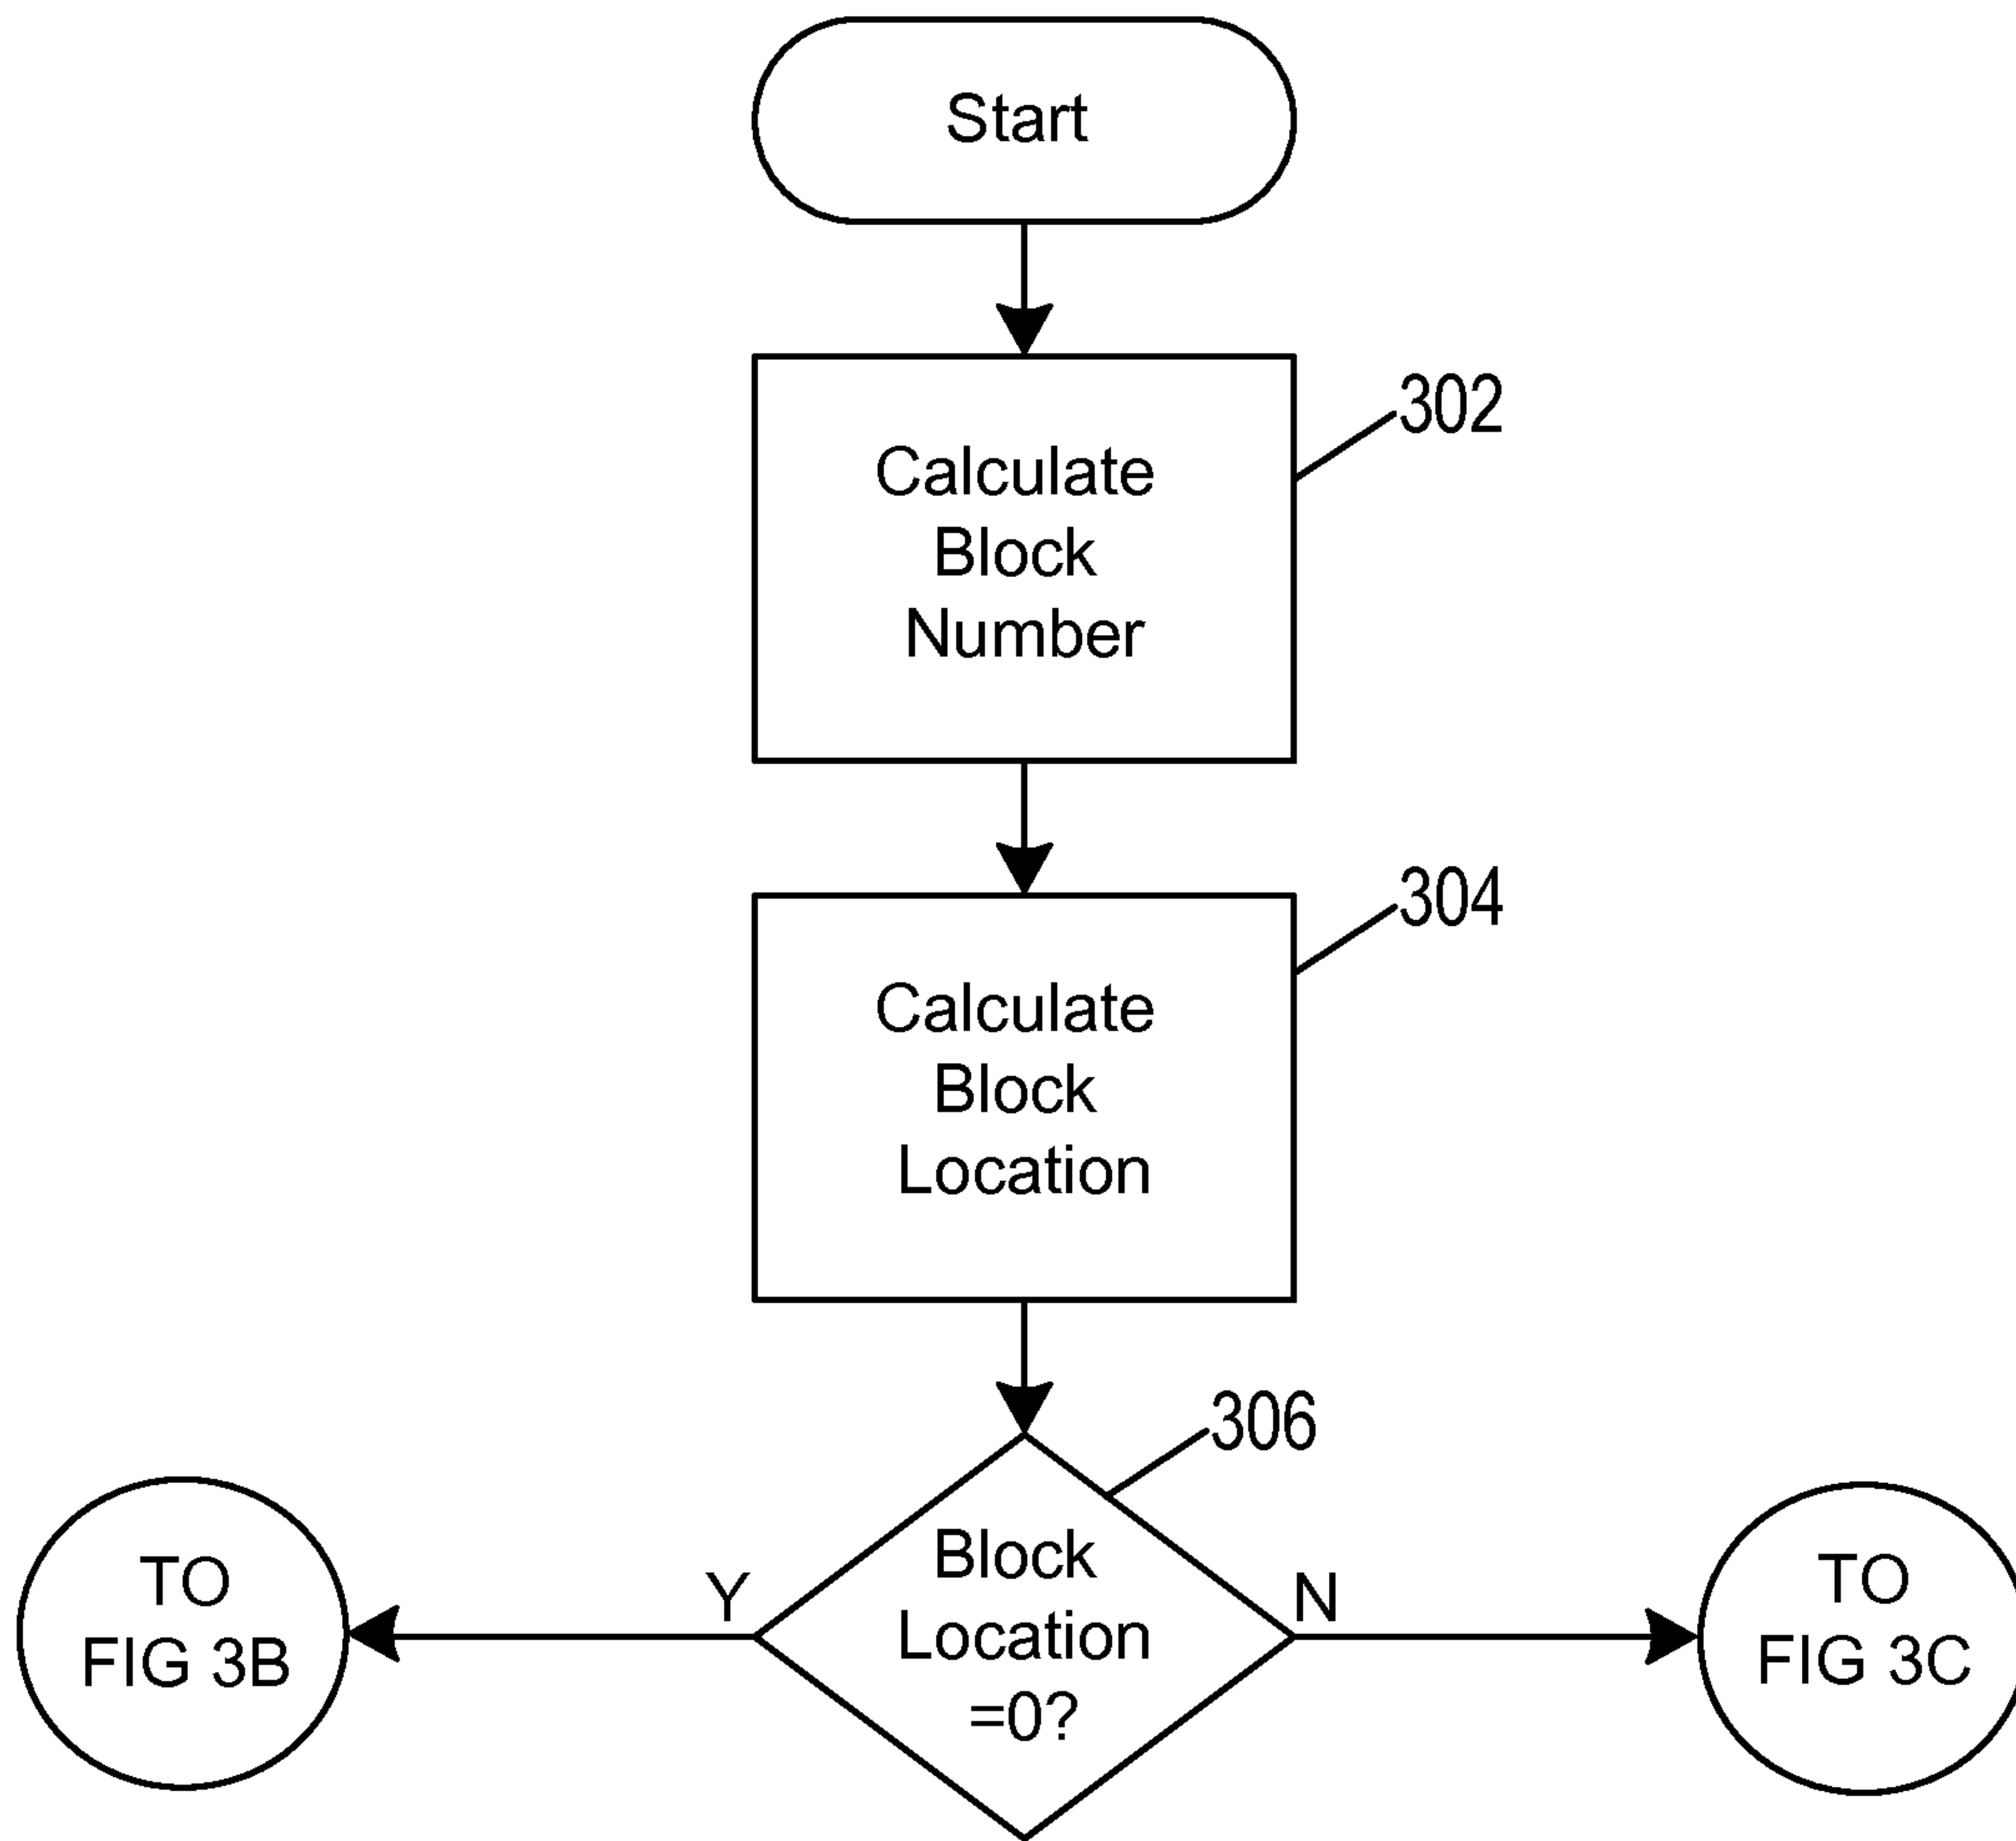 Start
302
Calculate
Block
Number
304
Calculate
Block
Location
306
Block
Location
=0?
Y
N
TO
FIG 3B
TO
FIG 3C